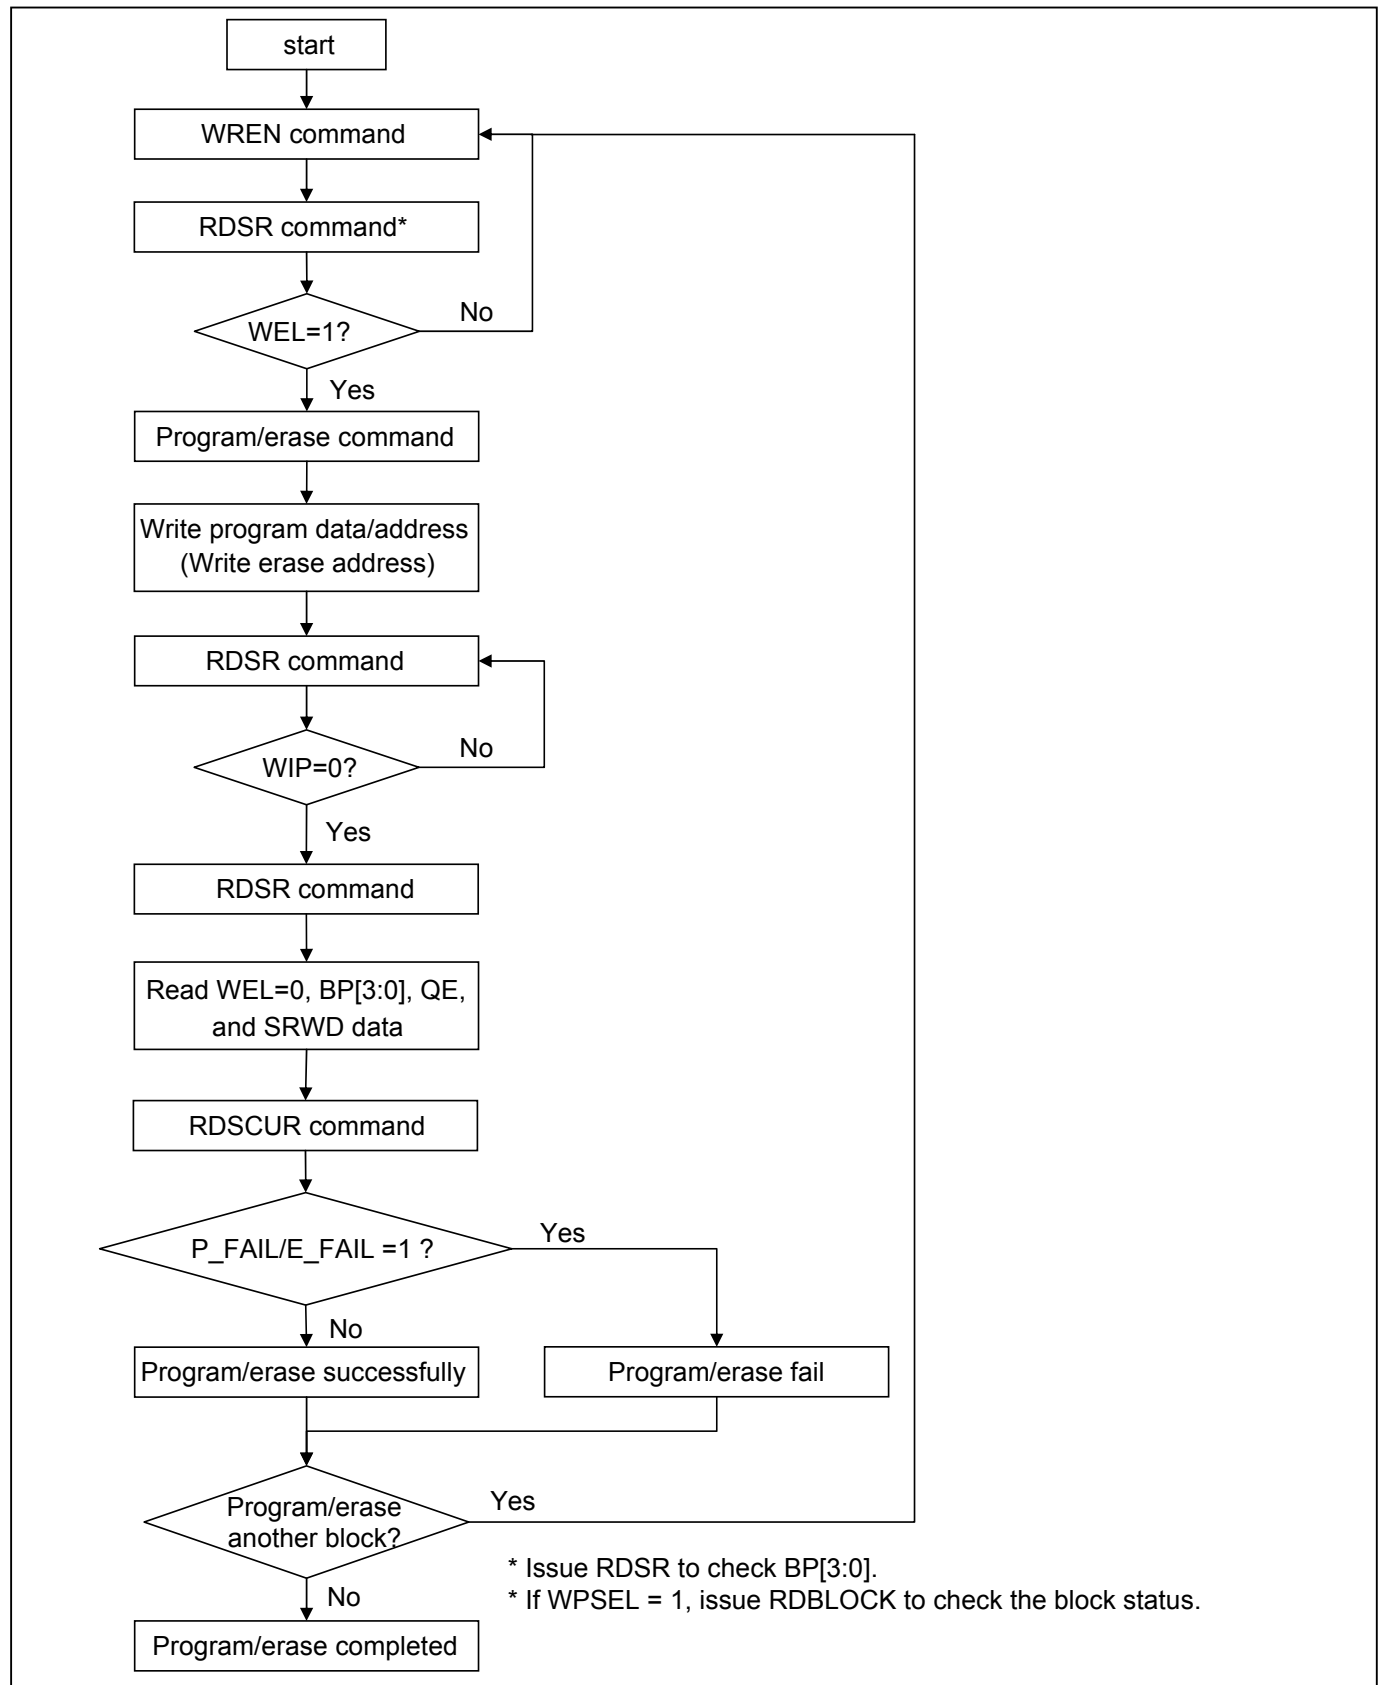 start
WREN command
RDSR command*
WEL=1?
No
Yes
Program/erase command
Write program data/address
(Write erase address)
RDSR command
WIP=0?
No
Yes
RDSR command
Read WEL=0, BP[3:0], QE,
and SRWD data
RDSCUR command
P_FAIL/E_FAIL =1 ?
Yes
No
Program/erase successfully
Program/erase fail
Program/erase
another block?
Yes
* Issue RDSR to check BP[3:0].
* If WPSEL = 1, issue RDBLOCK to check the block status.
No
Program/erase completed